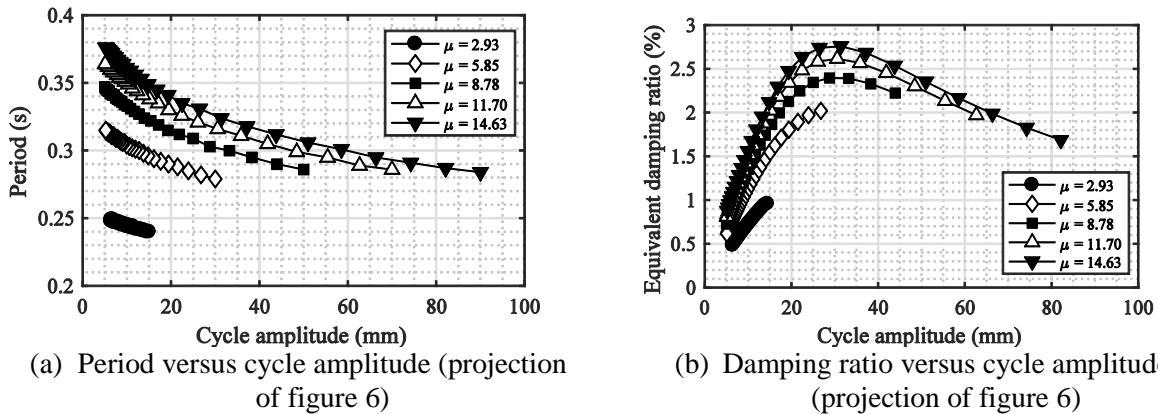 0.4
0.35
0.3
0.25
0.2
0
20
40
60
80
100
Period (s)
Cycle amplitude (mm)
μ = 2.93
μ = 5.85
μ = 8.78
μ = 11.70
μ = 14.63
(a) Period versus cycle amplitude (projection
of figure 6)
3
2.5
2
1.5
1
0.5
0
0
20
40
60
80
100
Equivalent damping ratio (%)
Cycle amplitude (mm)
μ = 2.93
μ = 5.85
μ = 8.78
μ = 11.70
μ = 14.63
(b) Damping ratio versus cycle amplitud
(projection of figure 6)